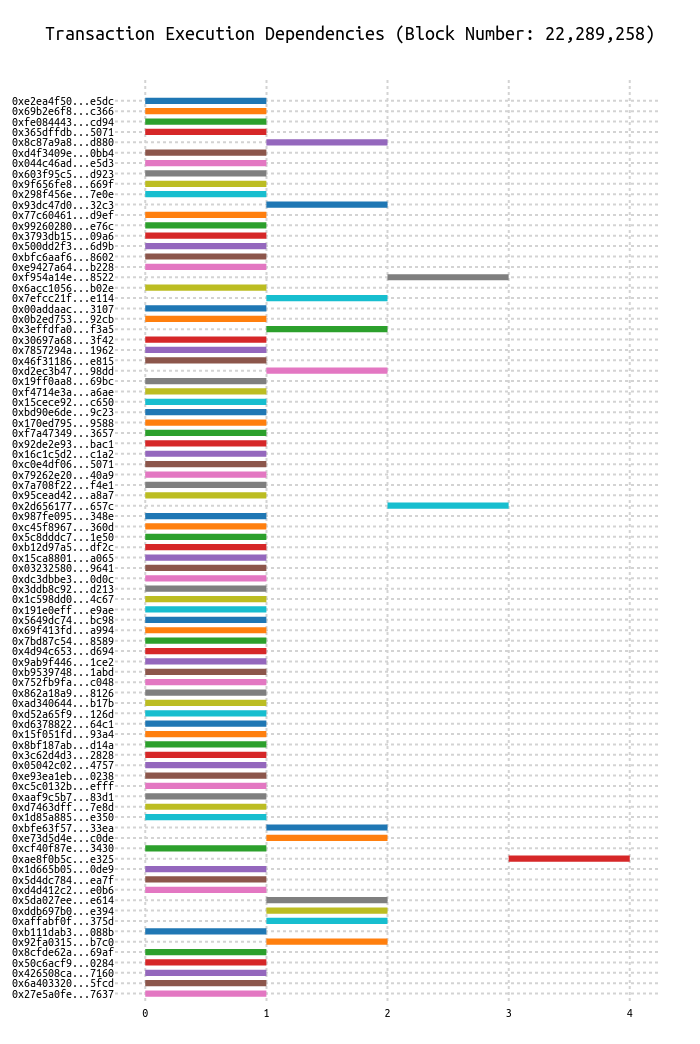 Transaction Execution Dependencies (Block Number: 22,289,258)
0xe2ea4f50...e5dc
0x69b2e6f8...c366
0xfe084443...cd94
0x365dffdb...5071
0x8c87a9a8...d880
0xd4f3409e...0bb4
0x044c46ad...e5d3
0x603f95c5...d923
0x9f656fe8...669f
0x298f456e...7e0e
0x93dc47d0...32c3
0x77c60461...d9ef
0x99260280...e76c
0x3793db15...09a6
0x500dd2f3...6d9b
0xbfc6aaf6...8602
0xe9427a64...b228
0xf954a14e...8522
0x6acc1056...b02e
0x7efcc21f...e114
0x00addaac...3107
0x0b2ed753...92cb
0x3effdfa0...f3a5
0x30697a68...3f42
0x7857294a...1962
0x46f31186...e815
0xd2ec3b47...98dd
0x19ff0aa8...69bc
0xf4714e3a...a6ae
0x15cece92...c650
0xbd90e6de...9c23
0x170ed795...9588
0xf7a47349...3657
0x92de2e93...bac1
0x16c1c5d2...c1a2
0xc0e4df06...5071
0x79262e20...40a9
0x7a708f22...f4e1
0x95cead42...a8a7
0x2d656177...657c
0x987fe095...348e
0xc45f8967...360d
0x5c8dddc7...1e50
0xb12d97a5...df2c
0x15ca8801...a065
0x03232580...9641
0xdc3dbbe3...0d0c
0x3ddb8c92...d213
0x1c598dd0...4c67
0x191e0eff...e9ae
0x5649dc74...bc98
0x69f413fd...a994
0x7bd87c54...8589
0x4d94c653...d694
0x9ab9f446...1ce2
0xb9539748...1abd
0x752fb9fa...c048
0x862a18a9...8126
0xad340644...b17b
0xd52a65f9...126d
0xd6378822...64c1
0x15f051fd...93a4
0x8bf187ab...d14a
0x3c62d4d3...2828
0x05042c02...4757
0xe93ea1eb...0238
0xc5c0132b...efff
0xaaf9c5b7...83d1
0xd7463dff...7e8d
0x1d85a885...e350
0xbfe63f57...33ea
0xe73d5d4e...c0de
0xcf40f87e...3430
0xae8f0b5c...e325
0x1d665b05...0de9
0x5d4dc784...ea7f
0xd4d412c2...e0b6
0x5da027ee...e614
0xddb697b0...e394
0xaffabf0f...375d
0xb111dab3...088b
0x92fa0315...b7c0
0x8cfde62a...69af
0x50c6acf9...0284
0x426508ca...7160
0x6a403320...5fcd
0x27e5a0fe...7637
0 1 2 3 4